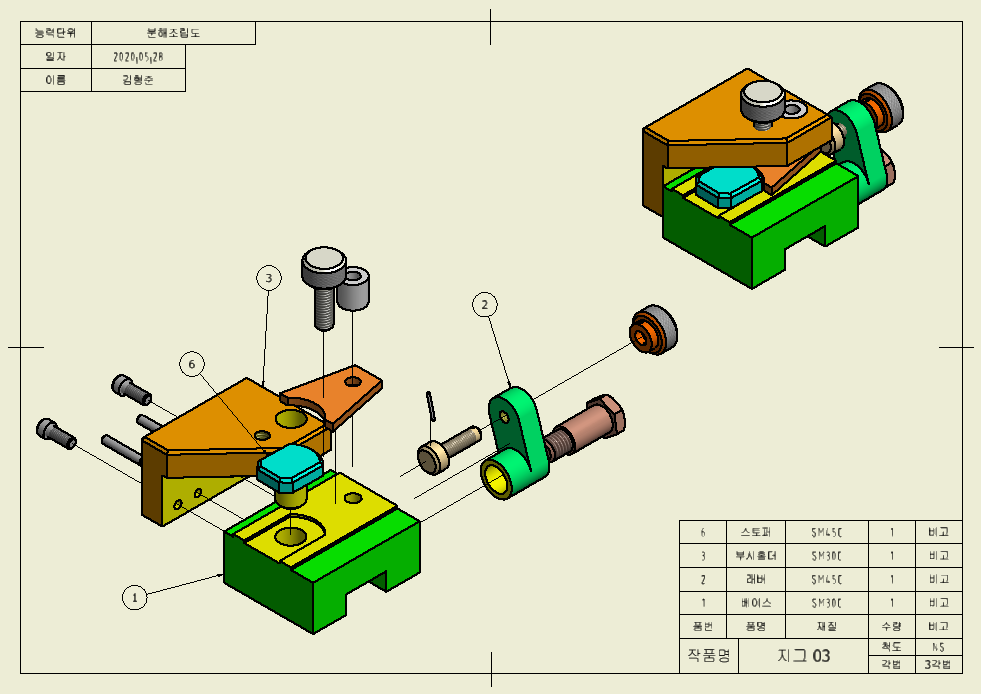 능력단위 분해조립도
일자 2020,05,28
이름 김형준
3
2
6
1
6 스토퍼 SM45C 1 비고
3 부시홀더 SM30C 1 비고
2 래버 SM45C 1 비고
1 베이스 SM30C 1 비고
품번 품명 재질 수량 비고
작품명 지그 03 척도 NS
각법 3각법